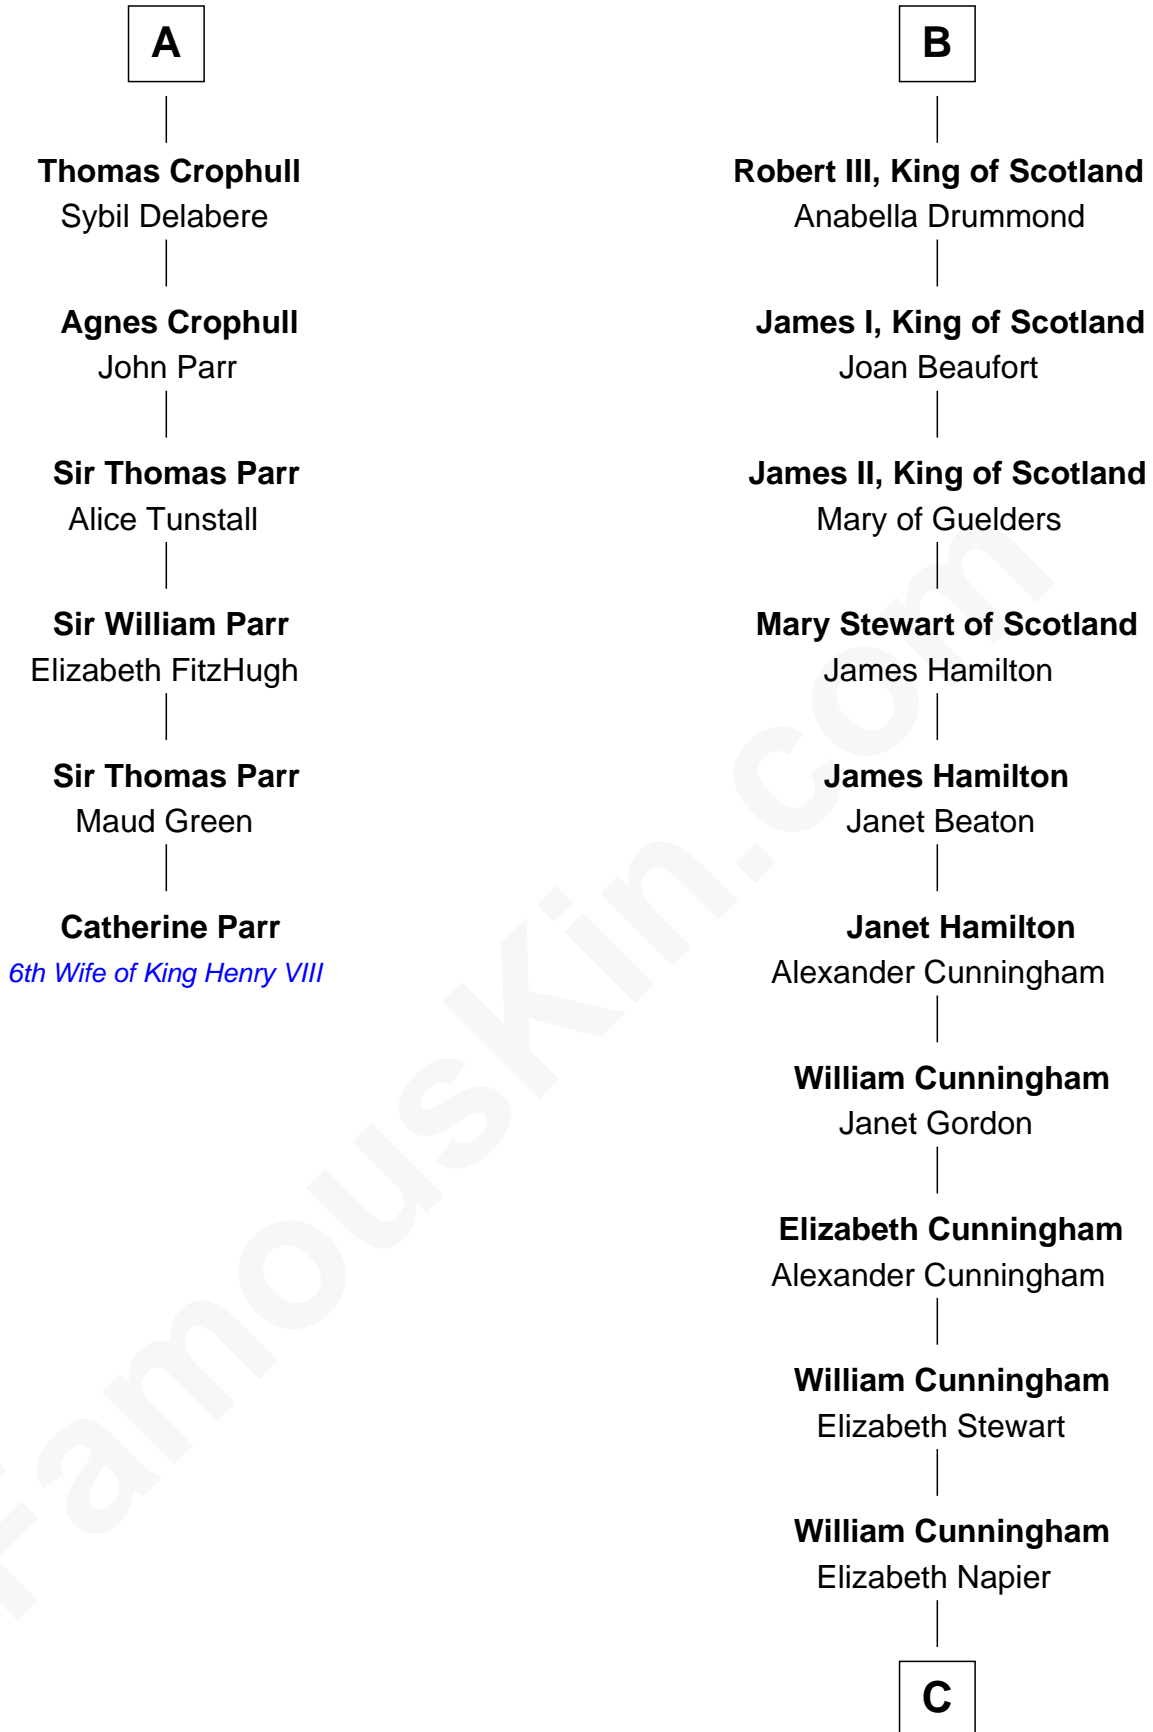 A
Thomas Crophull
Sybil Delabere
Agnes Crophull
John Parr
Sir Thomas Parr
Alice Tunstall
Sir William Parr
Elizabeth FitzHugh
Sir Thomas Parr
Maud Green
Catherine Parr
6th Wife of King Henry VIII
B
Robert III, King of Scotland
Anabella Drummond
James I, King of Scotland
Joan Beaufort
James II, King of Scotland
Mary of Guelders
Mary Stewart of Scotland
James Hamilton
James Hamilton
Janet Beaton
Janet Hamilton
Alexander Cunningham
William Cunningham
Janet Gordon
Elizabeth Cunningham
Alexander Cunningham
William Cunningham
Elizabeth Stewart
William Cunningham
Elizabeth Napier
C
FamousKin.com